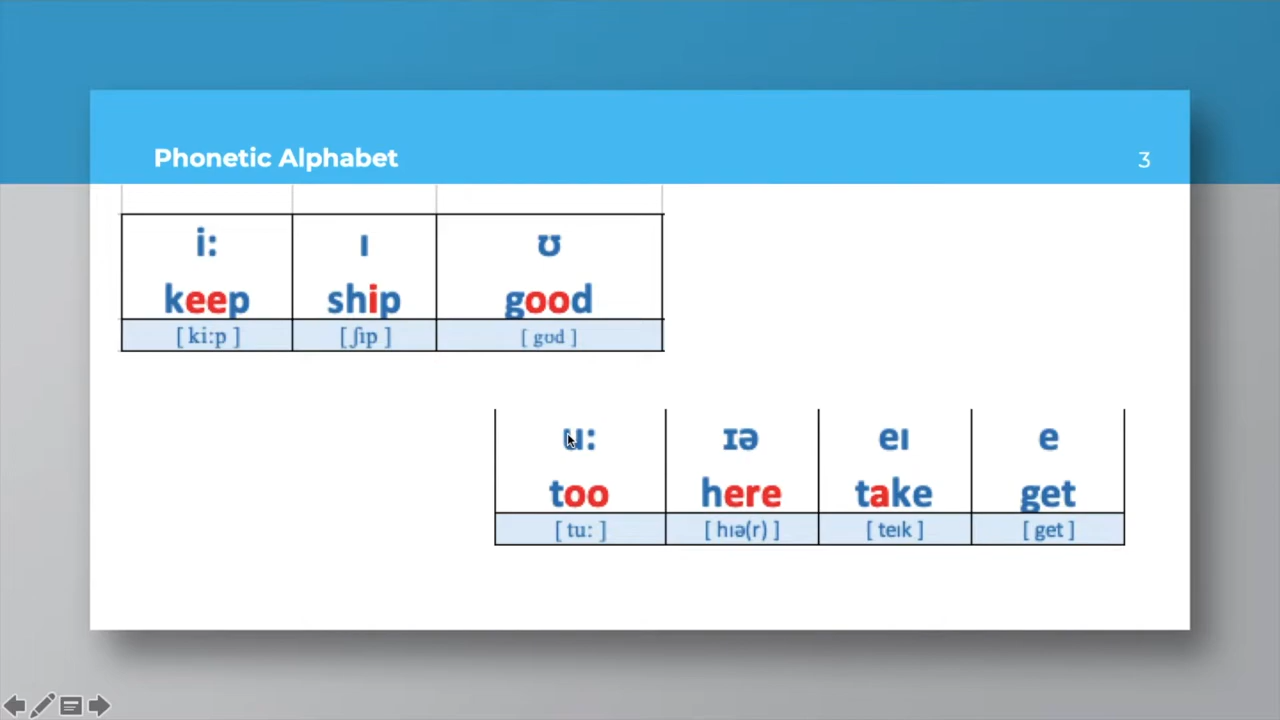 Phonetic Alphabet
3
i: ɪ ʊ
keep ship good
[ ki:p ] [ ʃɪp ] [ gʊd ]
u: ɪə eɪ e
too here take get
[ tu: ] [ hɪə(r) ] [ teɪk ] [ get ]